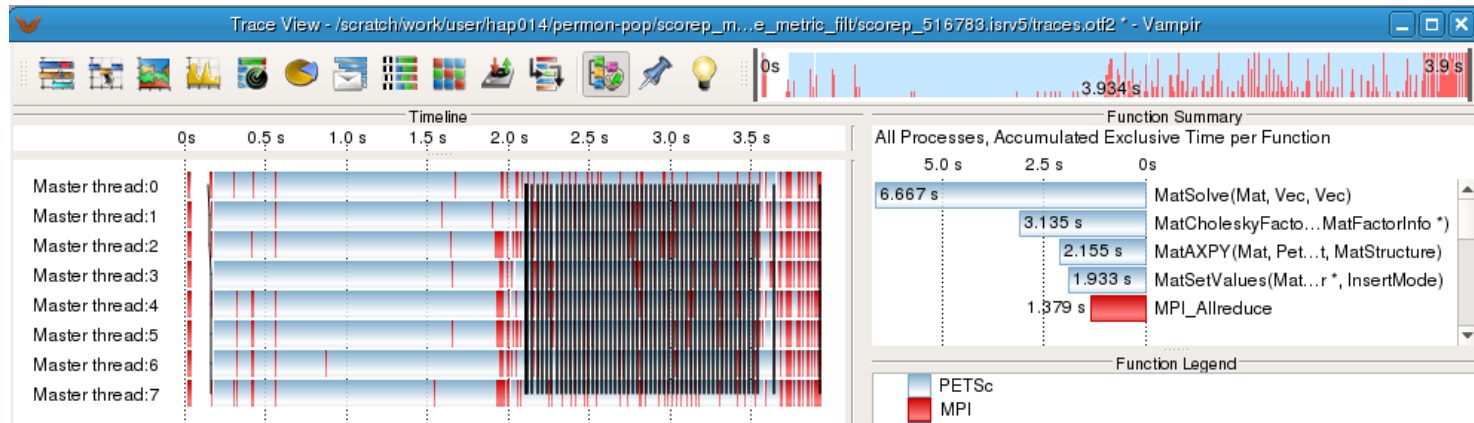 Trace View - /scratch/work/user/hap014/permon-pop/scorep_m...e_metric_filt/scorep_516783.isrv5/traces.otf2 * - Vampir
0s
3.934 s
3.9 s
Timeline
0s 0.5 s 1.0 s 1.5 s 2.0 s 2.5 s 3.0 s 3.5 s
Master thread:0
Master thread:1
Master thread:2
Master thread:3
Master thread:4
Master thread:5
Master thread:6
Master thread:7
Function Summary
All Processes, Accumulated Exclusive Time per Function
5.0 s 2.5 s 0s
6.667 s MatSolve(Mat, Vec, Vec)
3.135 s MatCholeskyFacto...MatFactorInfo *)
2.155 s MatAXPY(Mat, Pet...t, MatStructure)
1.933 s MatSetValues(Mat...r *, InsertMode)
1.379 s MPI_Allreduce
Function Legend
PETSc
MPI